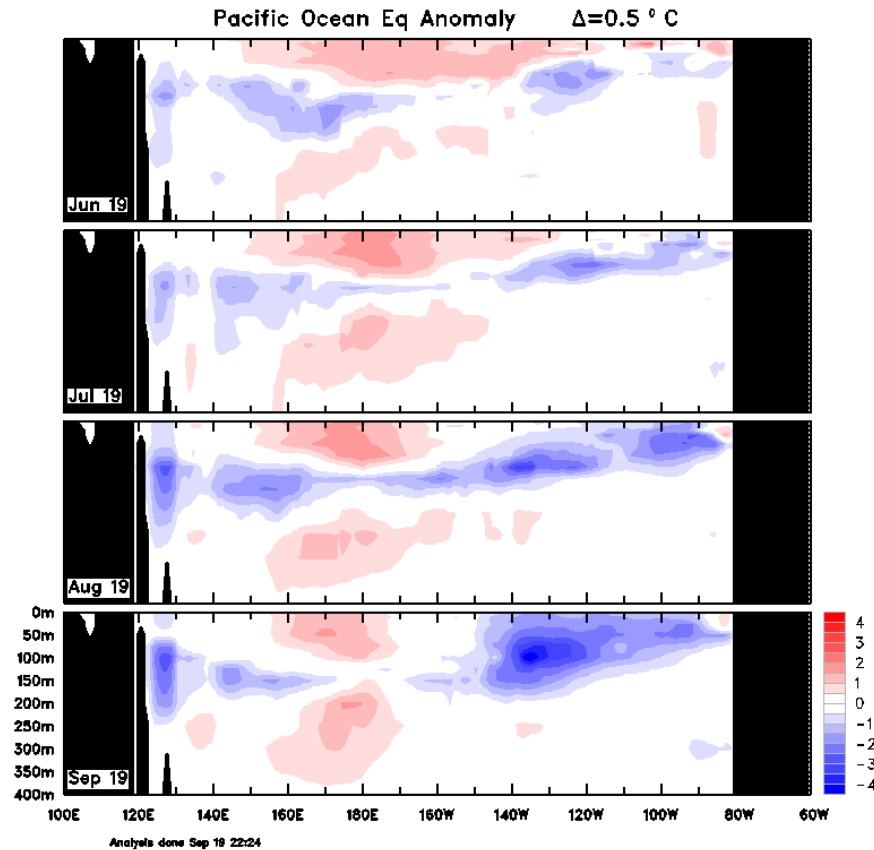 Pacific Ocean Eq Anomaly Δ=0.5 ° C
Jun 19
Jul 19
Aug 19
0m
50m
100m
150m
200m
250m
300m
350m
400m
Sep 19
4
3
2
1
0
-1
-2
-3
-4
100E 120E 140E 160E 180E 160W 140W 120W 100W 80W 60W
Analysis done Sep 19 22:24